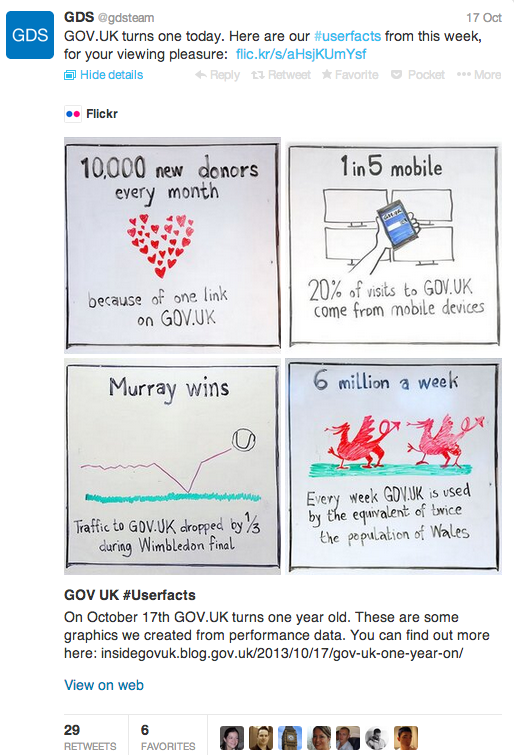 GDS @gdsteam 17 Oct
GDS
GOV.UK turns one today. Here are our #userfacts from this week,
for your viewing pleasure: flic.kr/s/aHsjKUmYsf
Hide details Reply Retweet Favorite Pocket More
Flickr
10,000 new donors
every month
because of one link
on GOV.UK
1 in 5 mobile
GOV.UK
20% of visits to GOV.UK
come from mobile devices
Murray wins
Traffic to GOV.UK dropped by 1/3
during Wimbledon final
6 million a week
Every week GOV.UK is used
by the equivalent of twice
the population of Wales
GOV UK #Userfacts
On October 17th GOV.UK turns one year old. These are some
graphics we created from performance data. You can find out more
here: insidegovuk.blog.gov.uk/2013/10/17/gov-uk-one-year-on/
View on web
29 6
RETWEETS FAVORITES